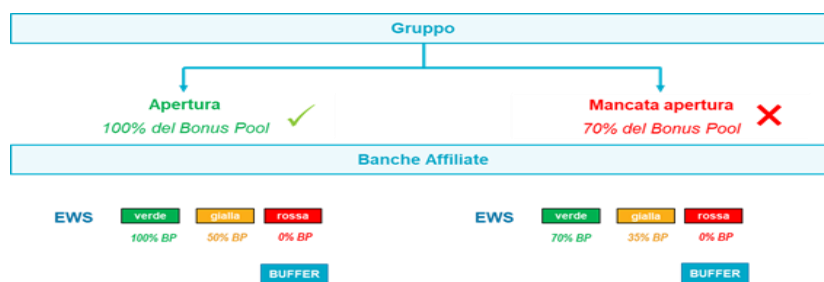 Gruppo
Apertura
100% del Bonus Pool
Mancata apertura
70% del Bonus Pool
Banche Affiliate
EWS verde gialla rossa
100% BP 50% BP 0% BP
BUFFER
EWS verde gialla rossa
70% BP 35% BP 0% BP
BUFFER